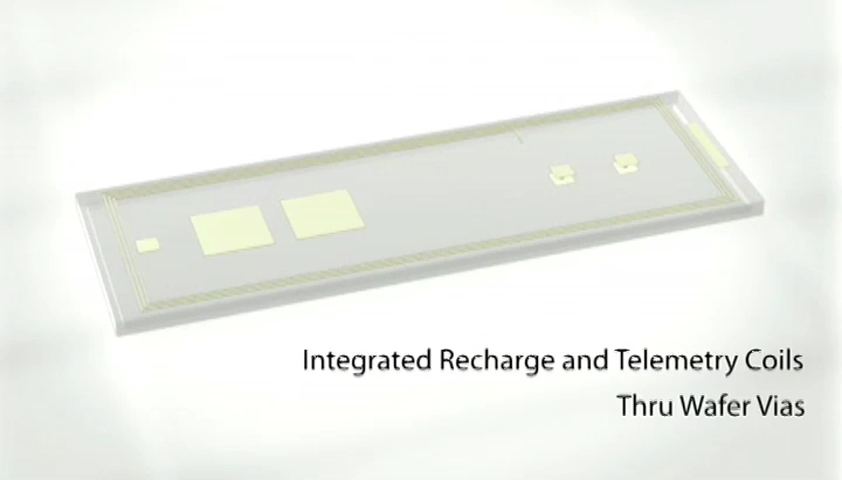 Integrated Recharge and Telemetry Coils
Thru Wafer Vias